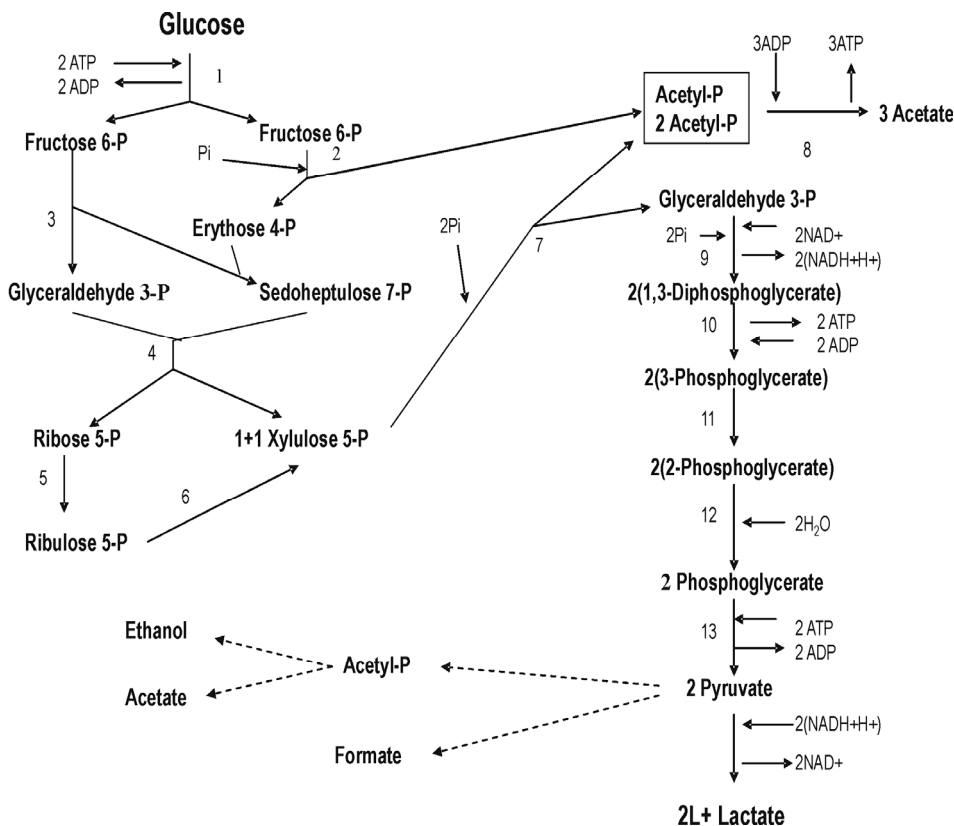 Glucose
2 ATP
2 ADP
1
Fructose 6-P
Fructose 6-P
Pi
2
3
Erythose 4-P
Glyceraldehyde 3-P
Sedoheptulose 7-P
4
Ribose 5-P
1+1 Xylulose 5-P
5
6
Ribulose 5-P
2Pi
7
3ADP
3ATP
Acetyl-P
2 Acetyl-P
3 Acetate
8
Glyceraldehyde 3-P
2Pi
2NAD+
9
2(NADH+H+)
2(1,3-Diphosphoglycerate)
10
2 ATP
2 ADP
2(3-Phosphoglycerate)
11
2(2-Phosphoglycerate)
12
2H₂O
2 Phosphoglycerate
13
2 ATP
2 ADP
2 Pyruvate
Ethanol
Acetyl-P
Acetate
Formate
2(NADH+H+)
2NAD+
2L+ Lactate